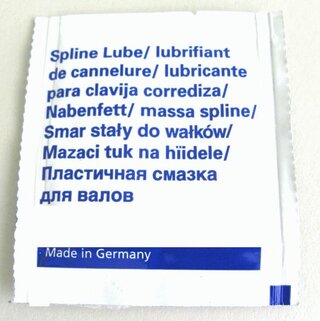 Spline Lube/ lubrifiant
de cannelure/ lubricante
para clavija corrediza/
Nabenfett/ massa spline/
Smar stały do wałków/
Mazaci tuk na hïidele/
Пластичная смазка
для валов
Made in Germany